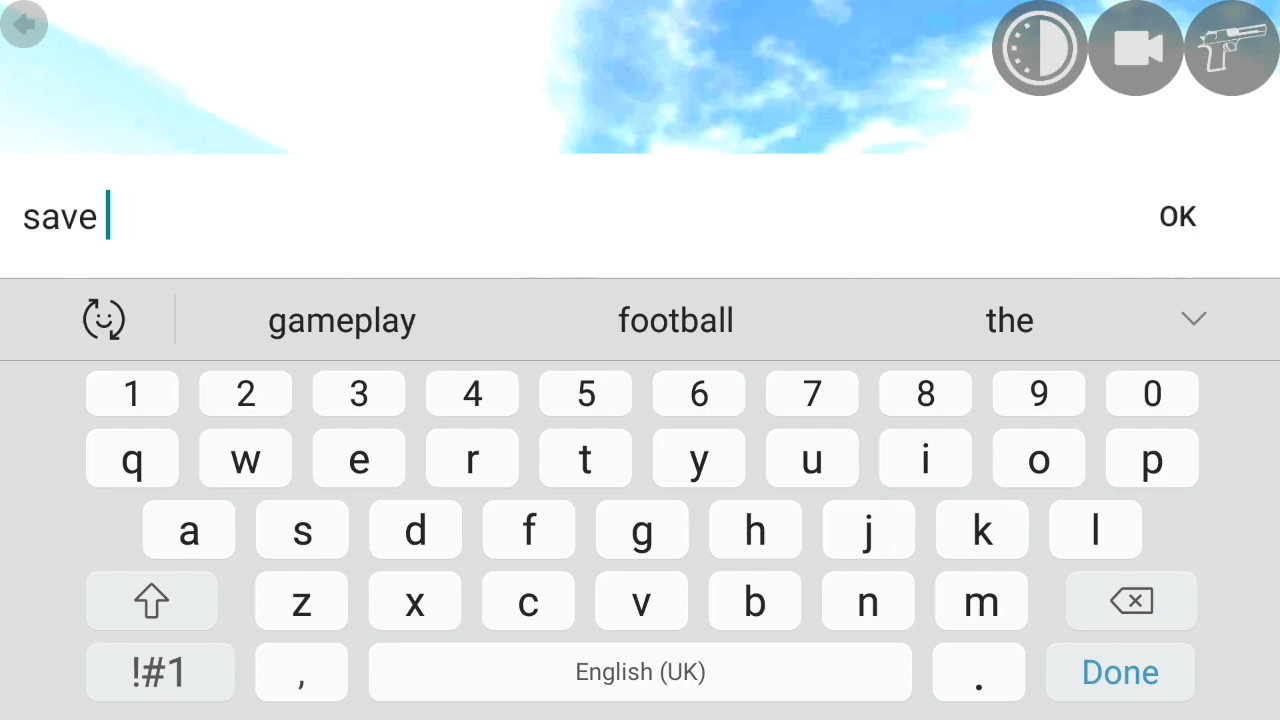 save
OK
gameplay football the
1 2 3 4 5 6 7 8 9 0
q w e r t y u i o p
a s d f g h j k l
z x c v b n m
!#1 , English (UK) . Done